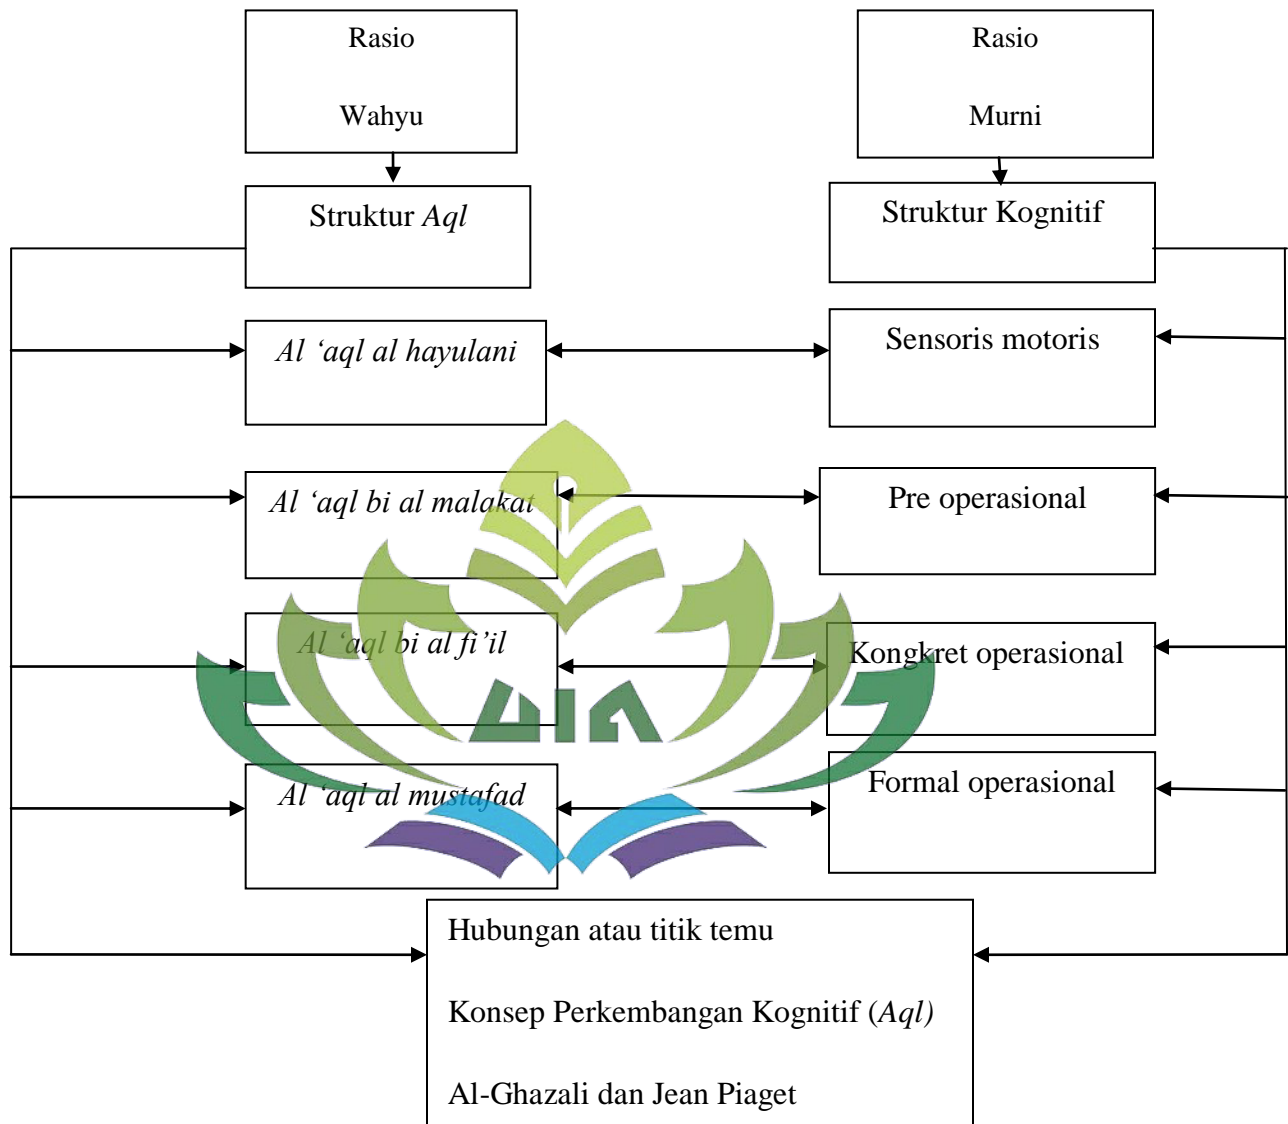 Rasio
Wahyu
Rasio
Murni
Struktur Aql
Struktur Kognitif
Al ‘aql al hayulani
Sensoris motoris
Al ‘aql bi al malakat
Pre operasional
Al ‘aql bi al fi’il
Kongkret operasional
UIN
Al ‘aql al mustafad
Formal operasional
Hubungan atau titik temu
Konsep Perkembangan Kognitif (Aql)
Al-Ghazali dan Jean Piaget